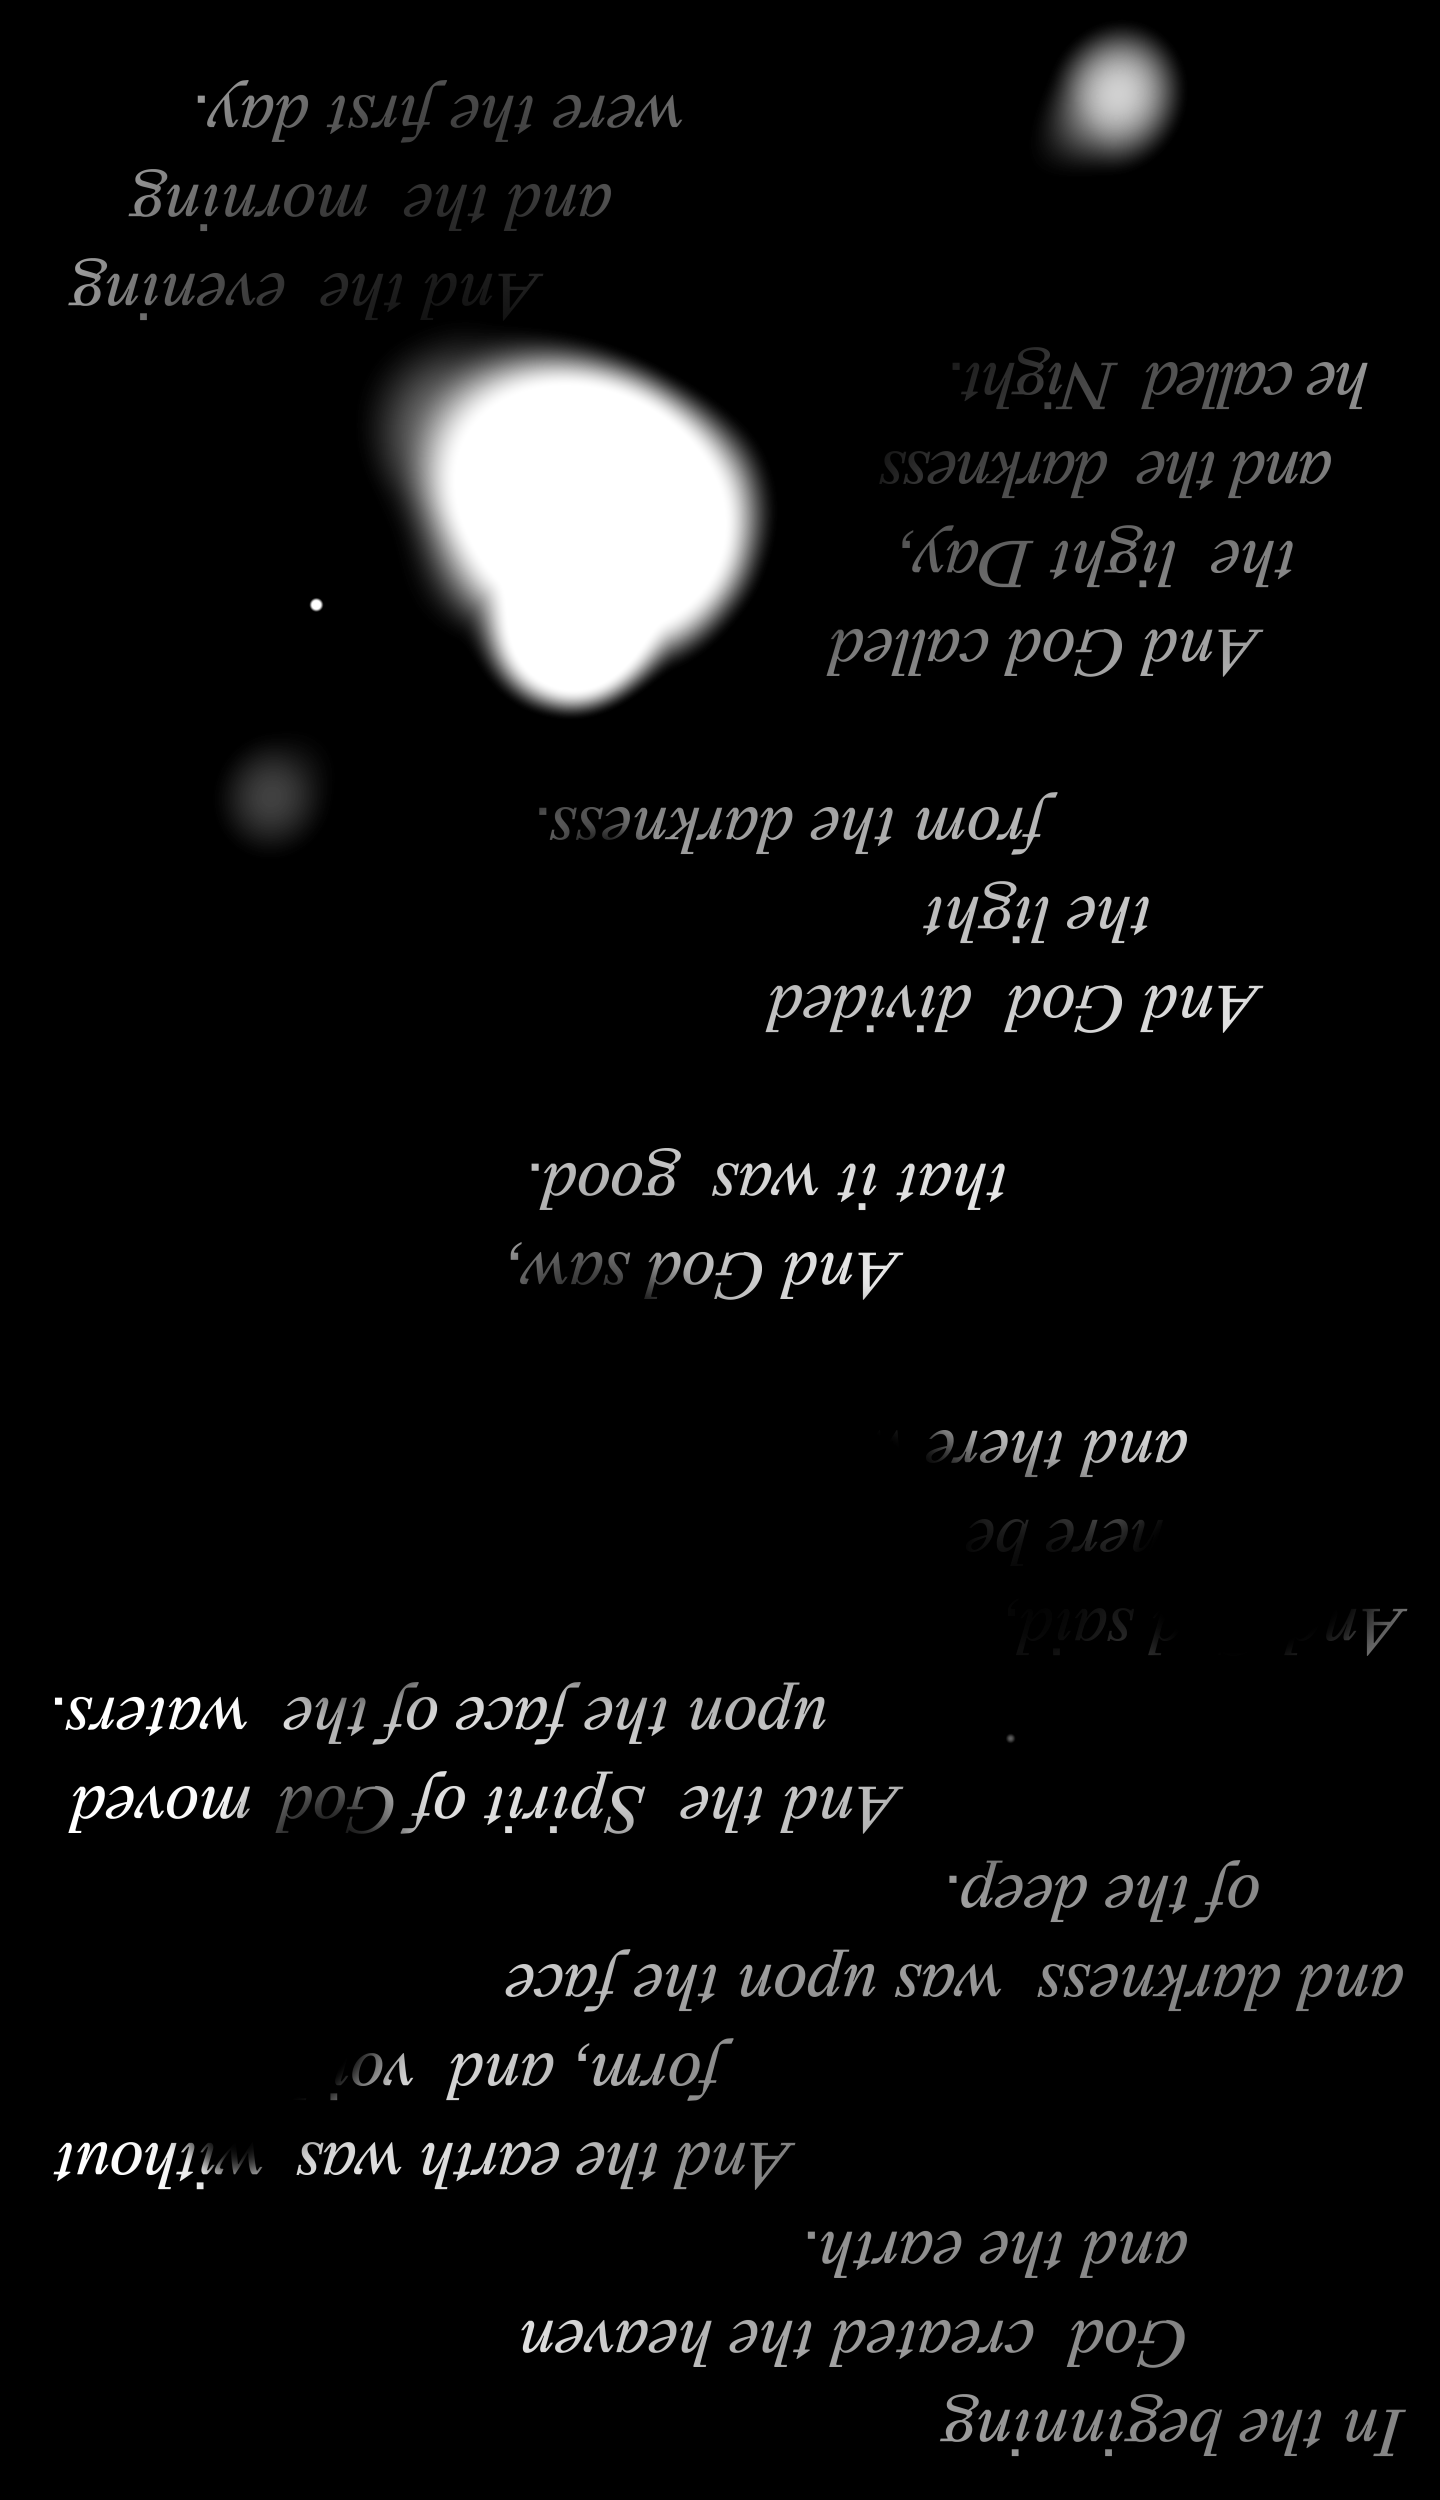 In the beginning
God created the heaven
and the earth.
And the earth was without
form, and
and darkness was upon the face
of the deep.
And the Spirit of God moved
upon the face of the waters.
said,
be
and there
And God saw,
that it was good.
And God divided
the light
from the darkness.
And God called
the light Day,
and the darkness
he called Night.
And the evening
and the morning
were the first day.